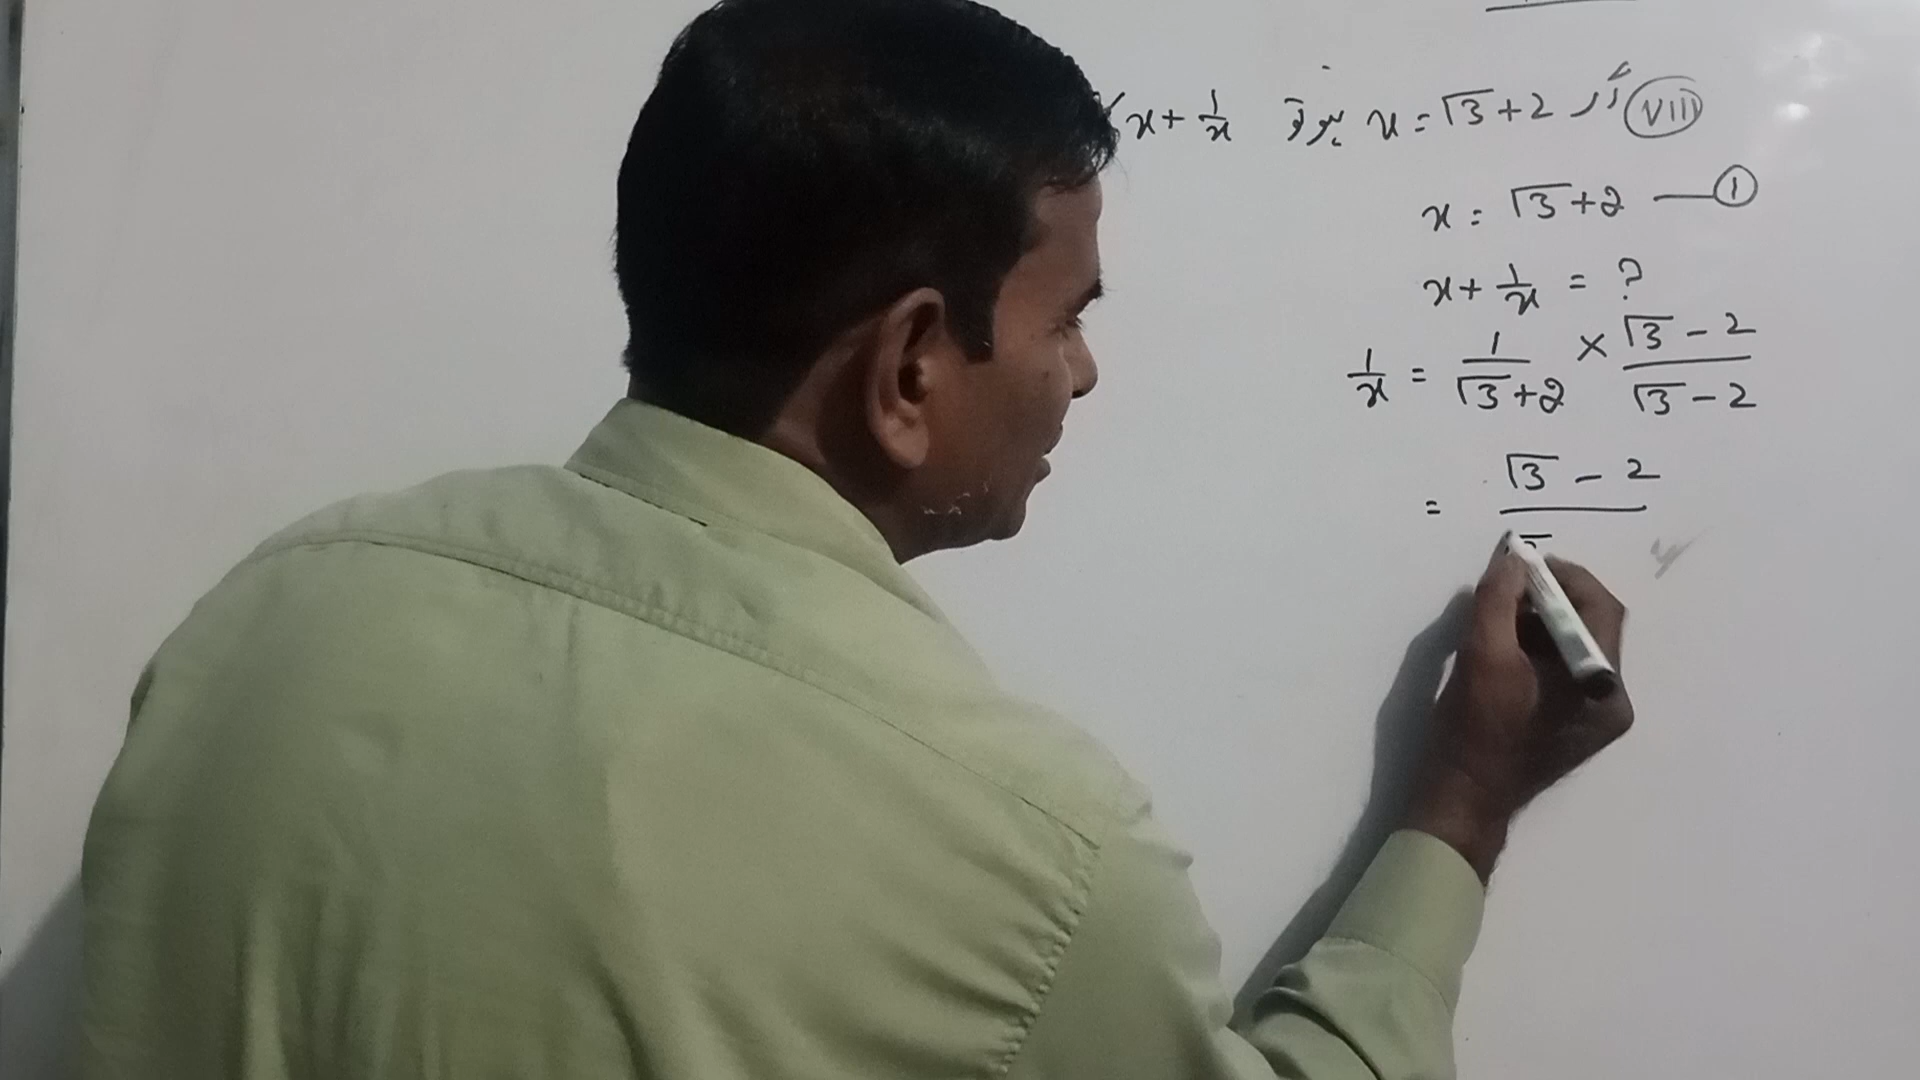 (VIII) اگر x = √3 + 2 ہو تو x + 1/x
x = √3 + 2 — (1)
x + 1/x = ?
1/x = 1/(√3 + 2) × (√3 - 2)/(√3 - 2)
= √3 - 2